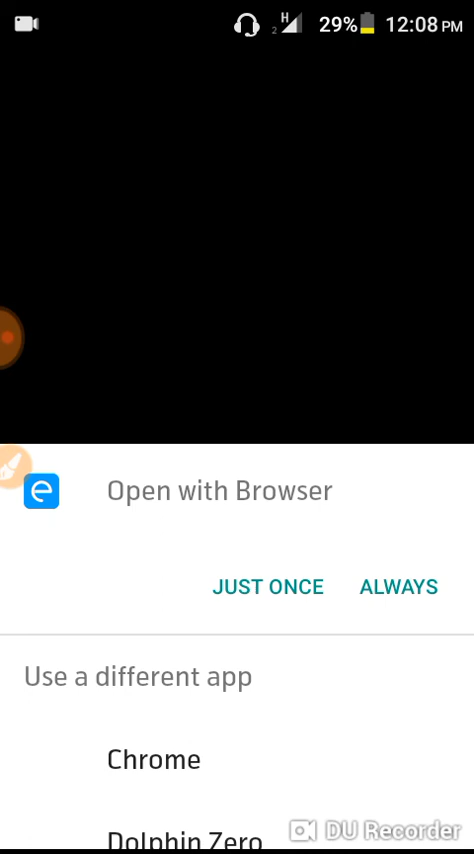 2 H 29% 12:08 PM
Open with Browser
JUST ONCE ALWAYS
Use a different app
Chrome
Dolphin Zero
DU Recorder